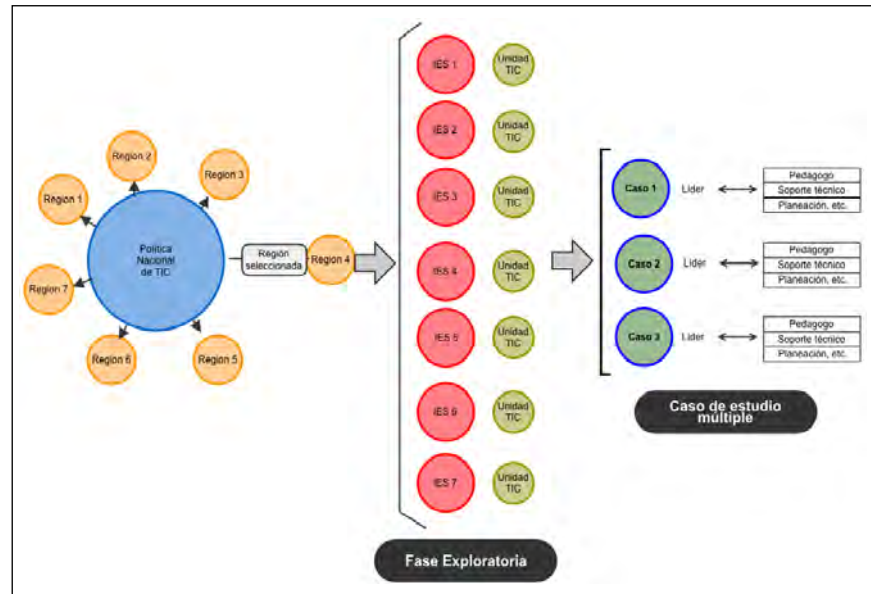 Region 2
Region 3
Region 1
Política
Nacional
de TIC
Región
seleccionada
Region 4
Region 7
Region 6
Region 5
IES 1
Unidad
TIC
IES 2
Unidad
TIC
IES 3
Unidad
TIC
IES 4
Unidad
TIC
IES 5
Unidad
TIC
IES 6
Unidad
TIC
IES 7
Unidad
TIC
Fase Exploratoria
Caso 1
Líder
Pedagogo
Soporte técnico
Planeación, etc.
Caso 2
Líder
Pedagogo
Soporte técnico
Planeación, etc.
Caso 3
Líder
Pedagogo
Soporte técnico
Planeación, etc.
Caso de estudio
múltiple